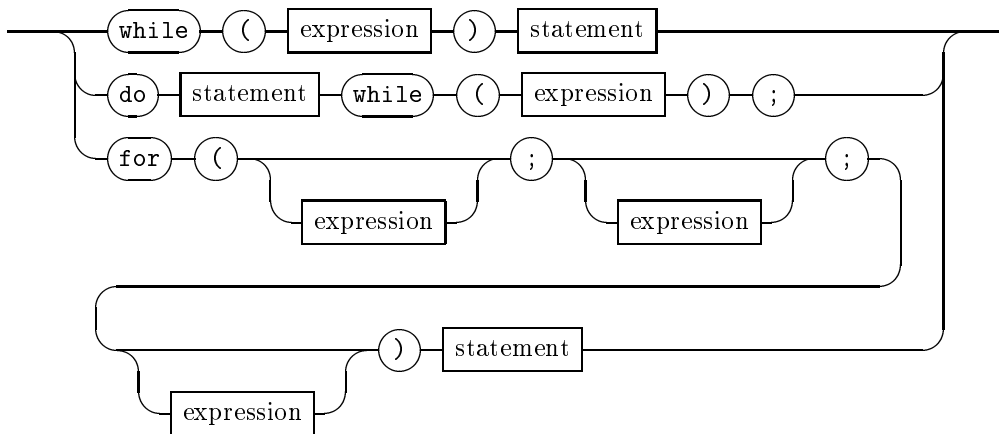 while ( expression ) statement
do statement while ( expression ) ;
for ( ; ;
expression expression
) statement
expression